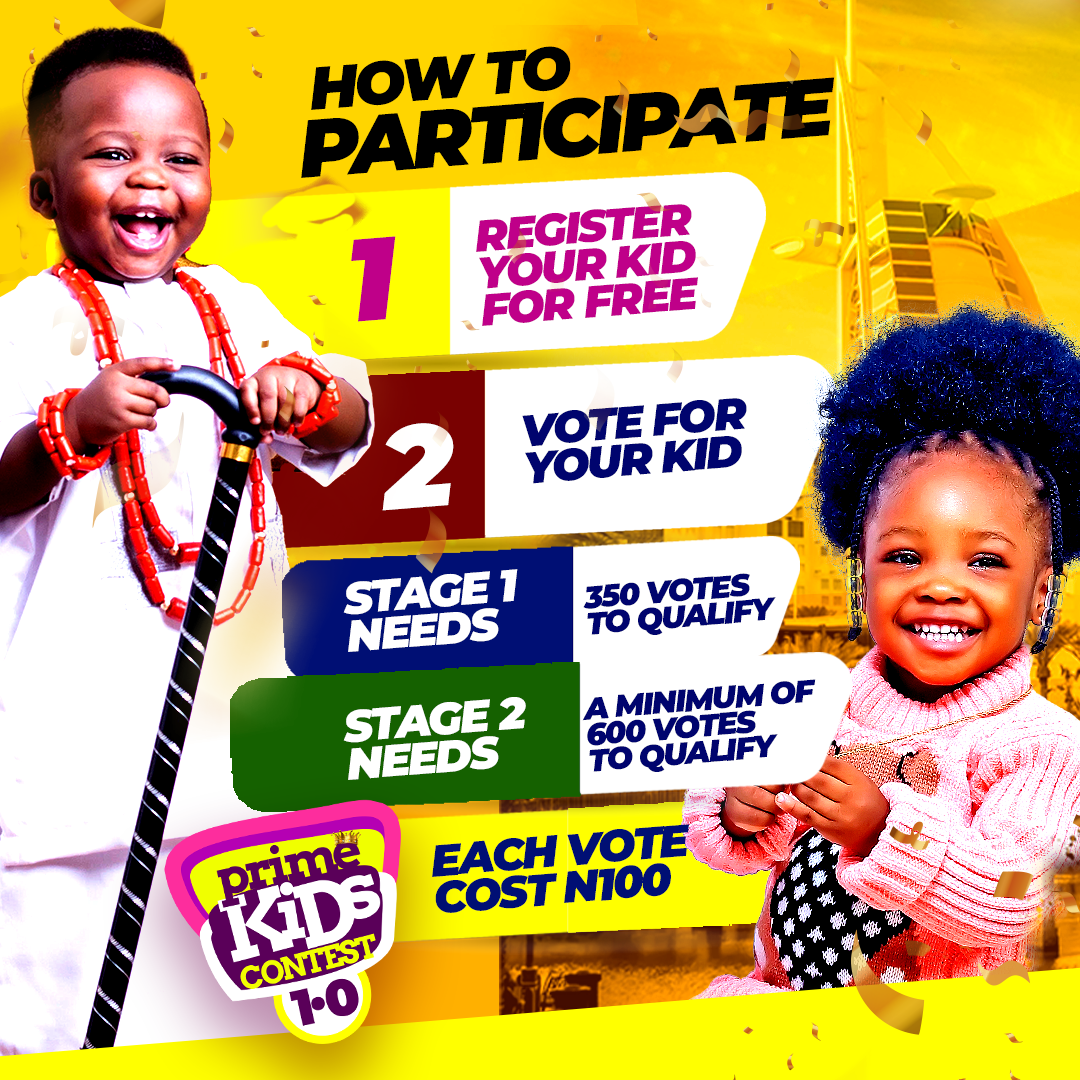 HOW TO
PARTICIPATE
1
REGISTER
YOUR KID
FOR FREE
2
VOTE FOR
YOUR KID
STAGE 1
NEEDS
350 VOTES
TO QUALIFY
STAGE 2
NEEDS
A MINIMUM OF
600 VOTES
TO QUALIFY
prime
KiDs
CONTEST
1·0
EACH VOTE
COST N100